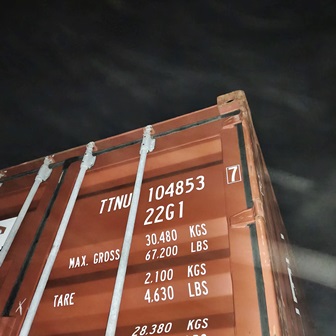 TTNU 104853 7
22G1
MAX. GROSS 30.480 KGS
67.200 LBS
TARE 2.100 KGS
4.630 LBS
28.380 KGS